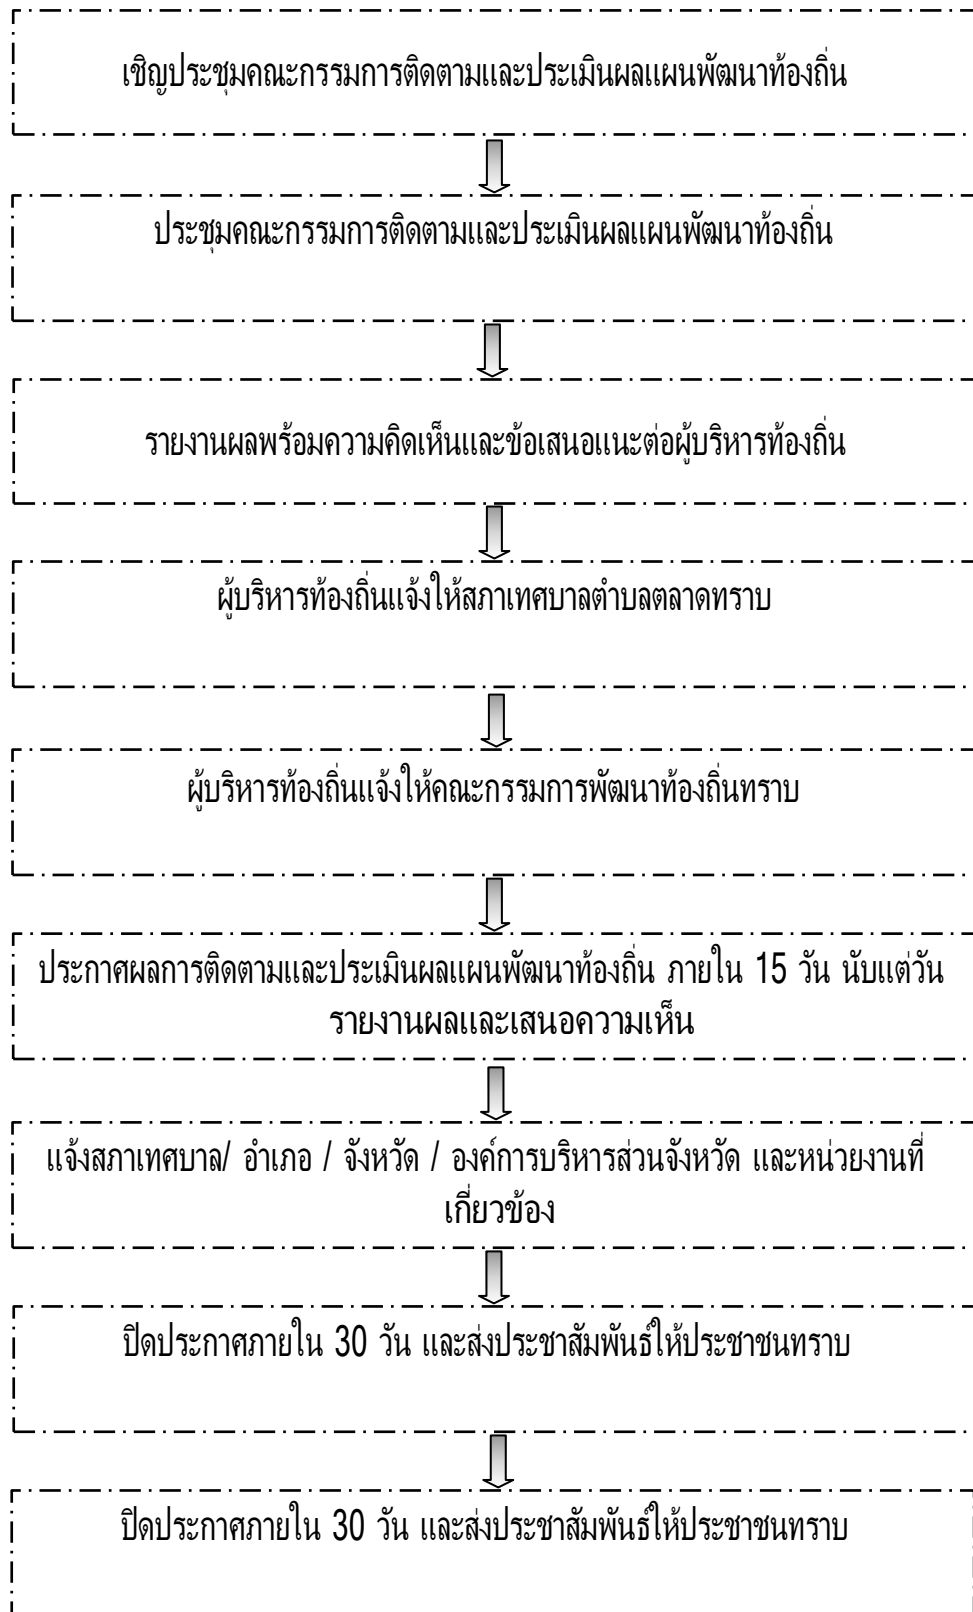 เชิญประชุมคณะกรรมการติดตามและประเมินผลแผนพัฒนาท้องถิ่น
ประชุมคณะกรรมการติดตามและประเมินผลแผนพัฒนาท้องถิ่น
รายงานผลพร้อมความคิดเห็นและข้อเสนอแนะต่อผู้บริหารท้องถิ่น
ผู้บริหารท้องถิ่นแจ้งให้สภาเทศบาลตำบลตลาดทราบ
ผู้บริหารท้องถิ่นแจ้งให้คณะกรรมการพัฒนาท้องถิ่นทราบ
ประกาศผลการติดตามและประเมินผลแผนพัฒนาท้องถิ่น ภายใน 15 วัน นับแต่วัน
รายงานผลและเสนอความเห็น
แจ้งสภาเทศบาล/ อำเภอ / จังหวัด / องค์การบริหารส่วนจังหวัด และหน่วยงานที่
เกี่ยวข้อง
ปิดประกาศภายใน 30 วัน และส่งประชาสัมพันธ์ให้ประชาชนทราบ
ปิดประกาศภายใน 30 วัน และส่งประชาสัมพันธ์ให้ประชาชนทราบ